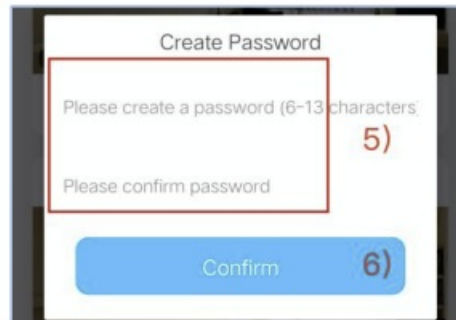 Create Password
Please create a password (6-13 characters)
5)
Please confirm password
Confirm
6)